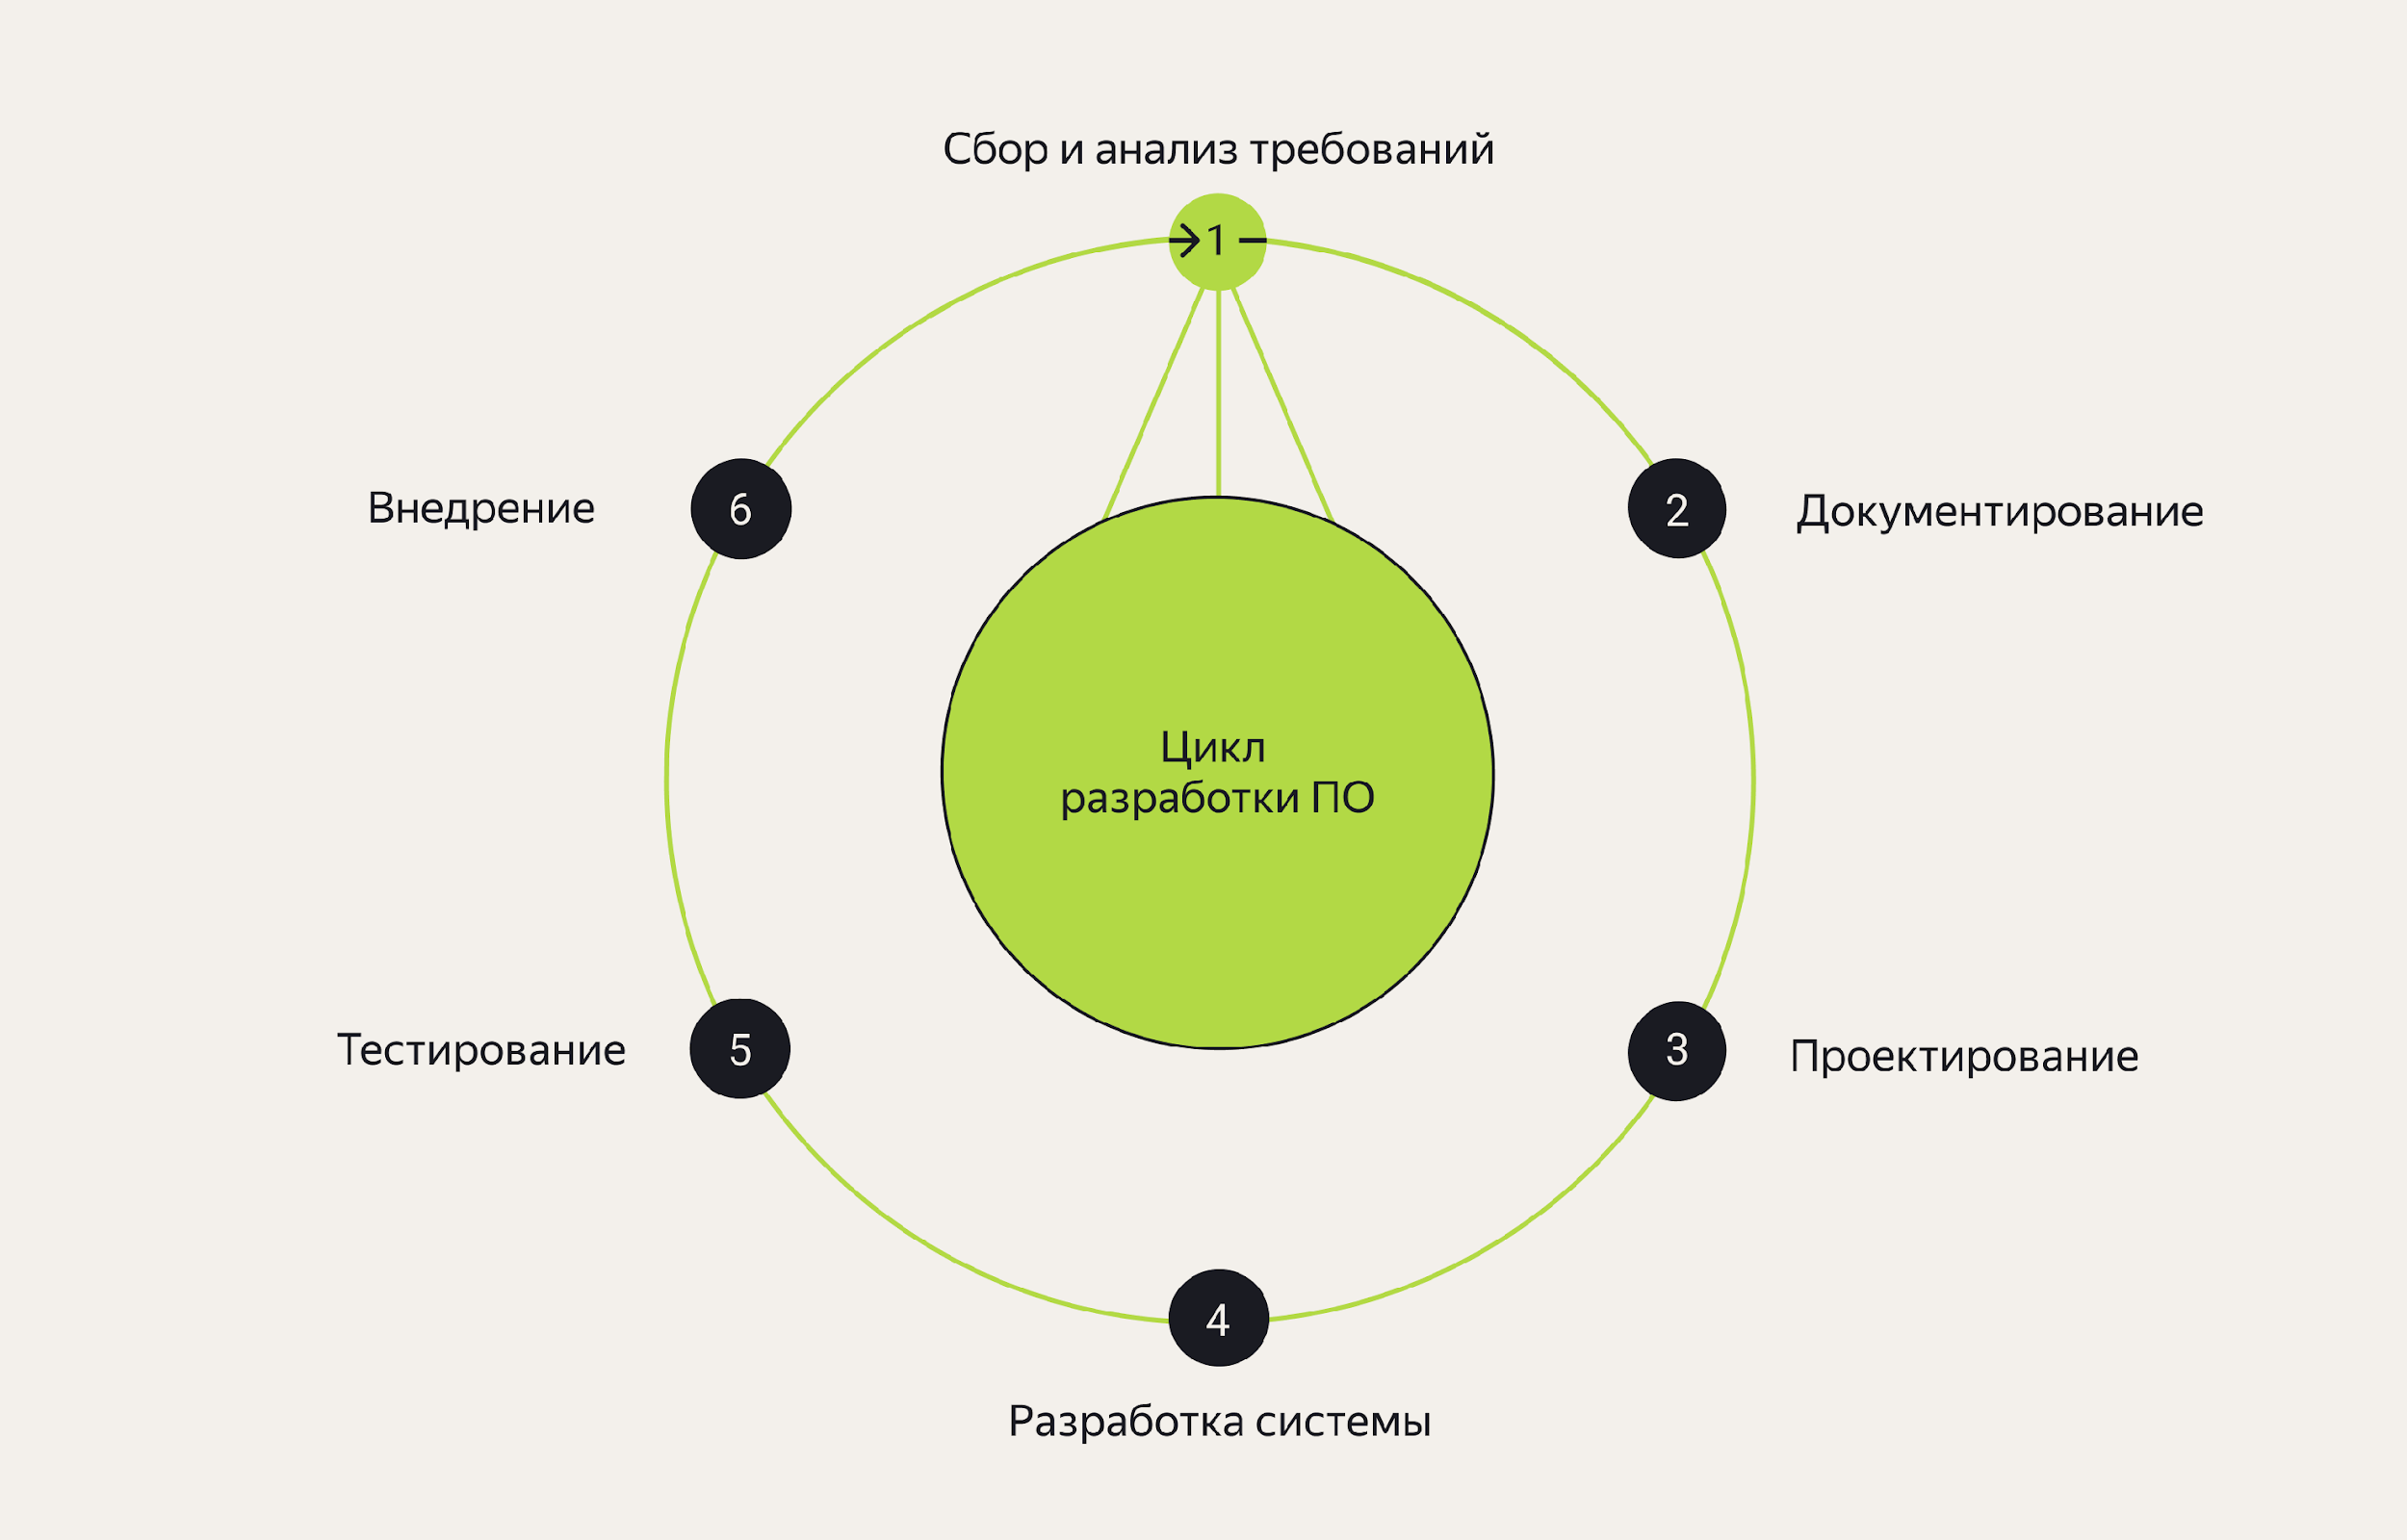 Сбор и анализ требований
1
6
Внедрение
2
Документирование
Цикл
разработки ПО
5
Тестирование
3
Проектирование
4
Разработка системы